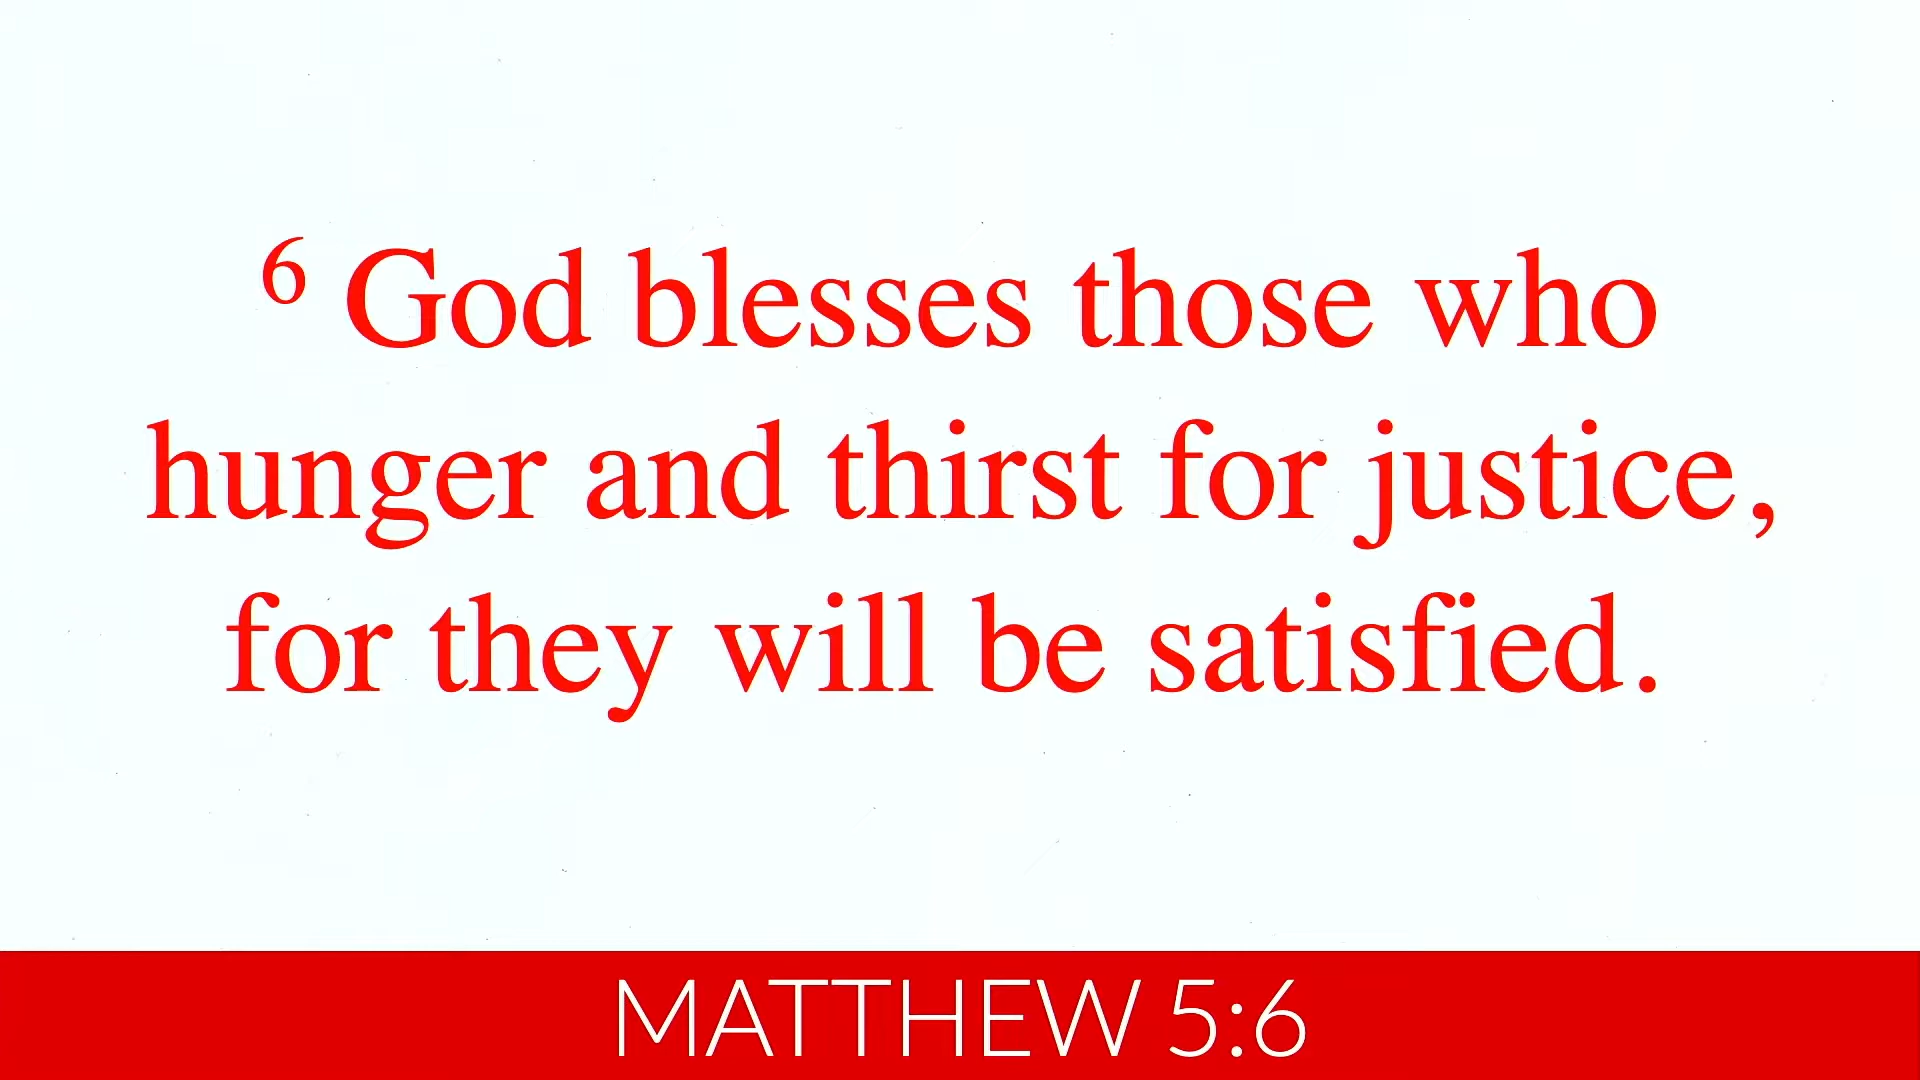 ⁶ God blesses those who
hunger and thirst for justice,
for they will be satisfied.
MATTHEW 5:6